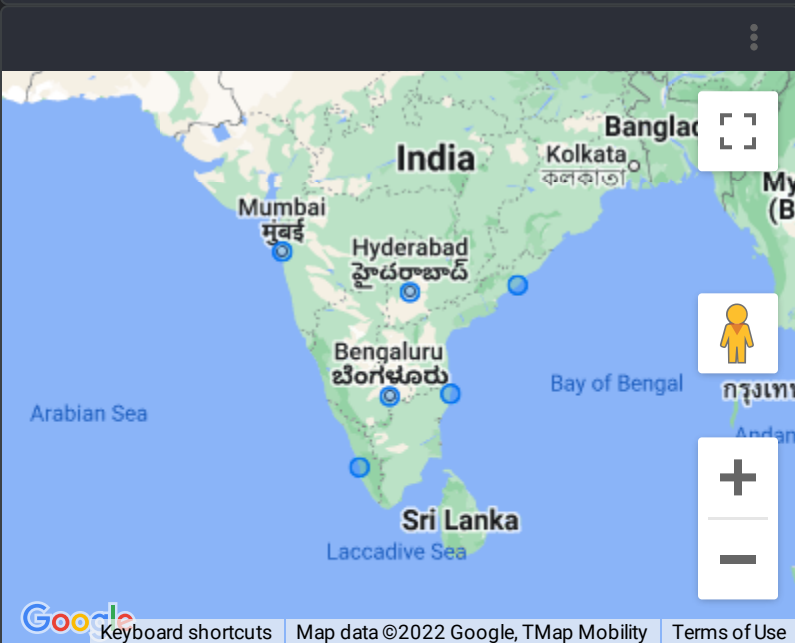 Banglad
India
Kolkata
কলকাতা
My
(B
Mumbai
मुंबई
Hyderabad
హైదరాబాద్
Bengaluru
ಬೆಂಗಳೂರು
Bay of Bengal
กรุงเทพ
Arabian Sea
Andan
Sri Lanka
Laccadive Sea
Google
Keyboard shortcuts
Map data ©2022 Google, TMap Mobility
Terms of Use